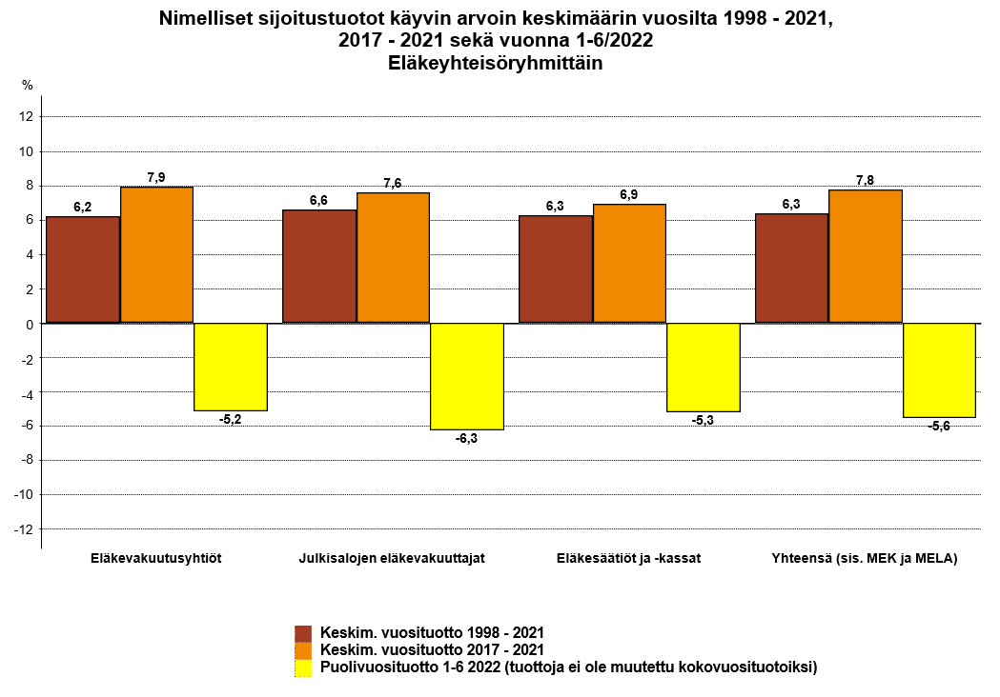 Nimelliset sijoitustuotot käyvin arvoin keskimäärin vuosilta 1998 - 2021,
2017 - 2021 sekä vuonna 1-6/2022
Eläkeyhteisöryhmittäin
%
12
10
8
6
4
2
0
-2
-4
-6
-8
-10
-12
6,2
7,9
-5,2
6,6
7,6
-6,3
6,3
6,9
-5,3
6,3
7,8
-5,6
Eläkevakuutusyhtiöt
Julkisalojen eläkevakuuttajat
Eläkesäätiöt ja -kassat
Yhteensä (sis. MEK ja MELA)
Keskim. vuosituotto 1998 - 2021
Keskim. vuosituotto 2017 - 2021
Puolivuosituotto 1-6 2022 (tuottoja ei ole muutettu kokovuosituotoiksi)